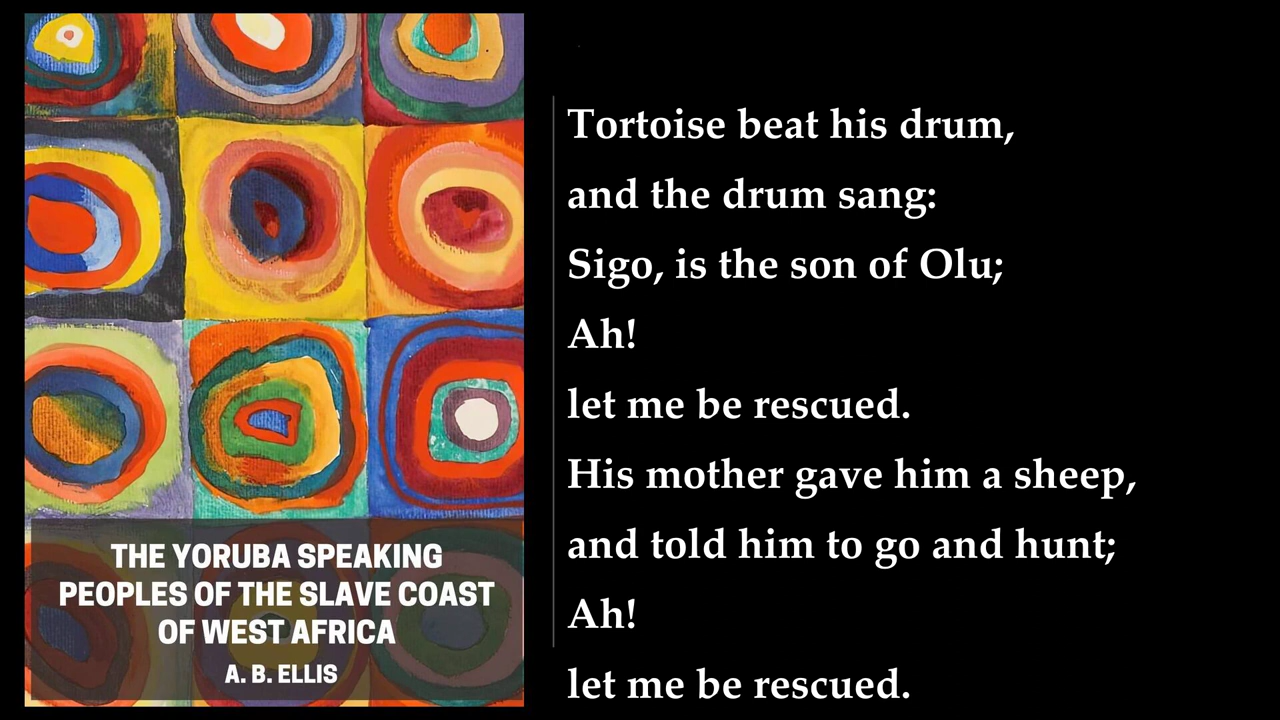 THE YORUBA SPEAKING
PEOPLES OF THE SLAVE COAST
OF WEST AFRICA
A. B. ELLIS
Tortoise beat his drum,
and the drum sang:
Sigo, is the son of Olu;
Ah!
let me be rescued.
His mother gave him a sheep,
and told him to go and hunt;
Ah!
let me be rescued.